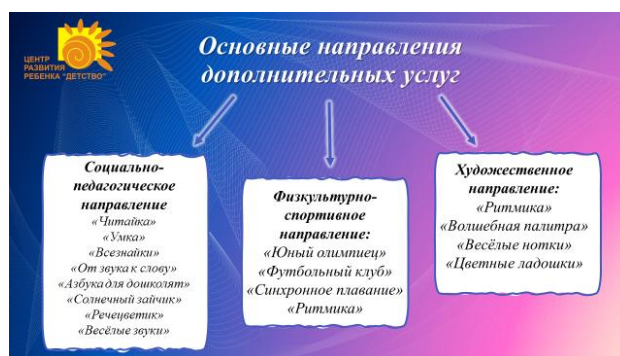 ЦЕНТР
РАЗВИТИЯ
РЕБЕНКА "ДЕТСТВО"
Основные направления
дополнительных услуг
Социально-
педагогическое
направление
«Читайка»
«Умка»
«Всезнайки»
«От звука к слову»
«Азбука для дошколят»
«Солнечный зайчик»
«Речецветик»
«Весёлые звуки»
Физкультурно-
спортивное
направление:
«Юный олимпиец»
«Футбольный клуб»
«Синхронное плавание»
«Ритмика»
Художественное
направление:
«Ритмика»
«Волшебная палитра»
«Весёлые нотки»
«Цветные ладошки»